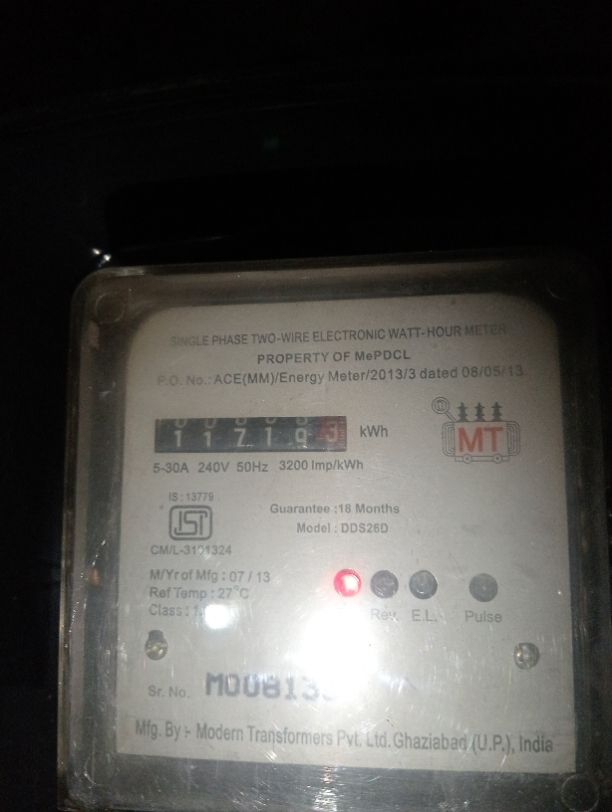 SINGLE PHASE TWO-WIRE ELECTRONIC WATT-HOUR METER
PROPERTY OF MePDCL
P.O. No.: ACE(MM)/Energy Meter/2013/3 dated 08/05/13
1 1 7 1 9 3 kWh
5-30A 240V 50Hz 3200 Imp/kWh
MT
IS : 13779
ISI
CM/L-3191324
Guarantee :18 Months
Model : DDS26D
M/Yr of Mfg : 07 / 13
Ref Temp : 27°C
Class :
Rev. E.L. Pulse
Sr. No.
Mfg. By :- Modern Transformers Pvt. Ltd. Ghaziabad (U.P.), India